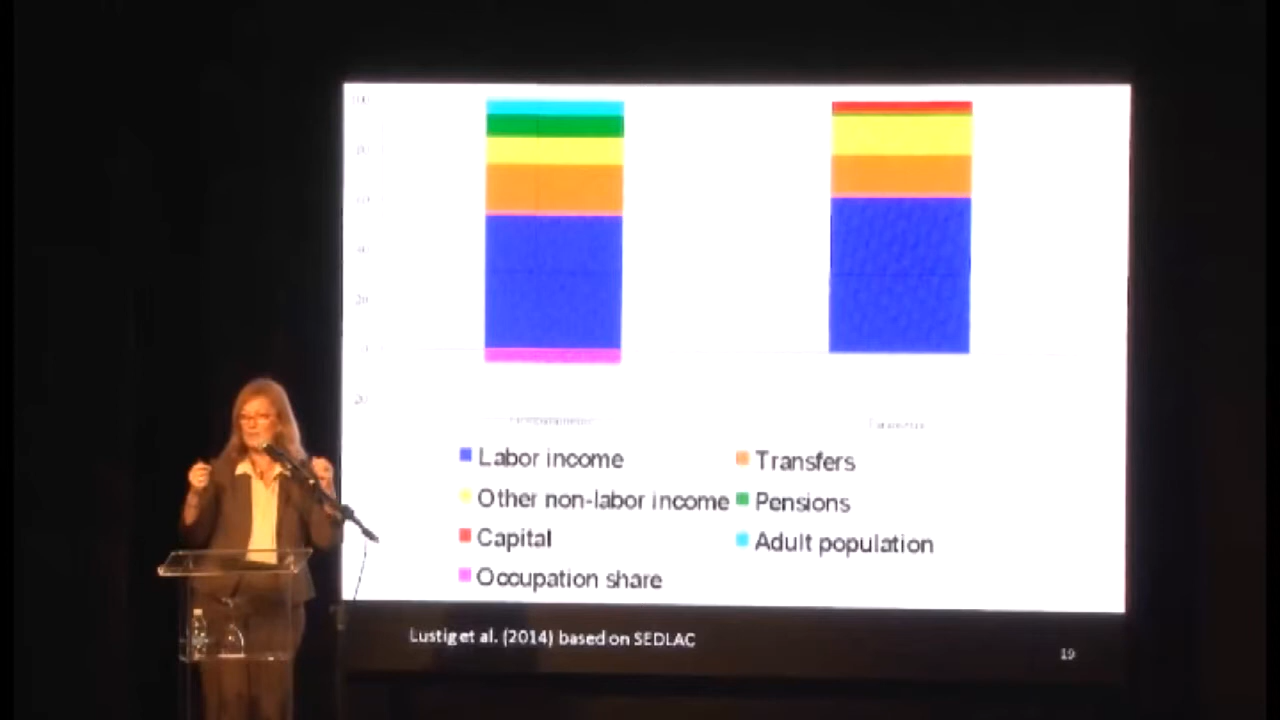 20
Labor income
Transfers
Other non-labor income
Pensions
Capital
Adult population
Occupation share
Lustig et al. (2014) based on SEDLAC
19